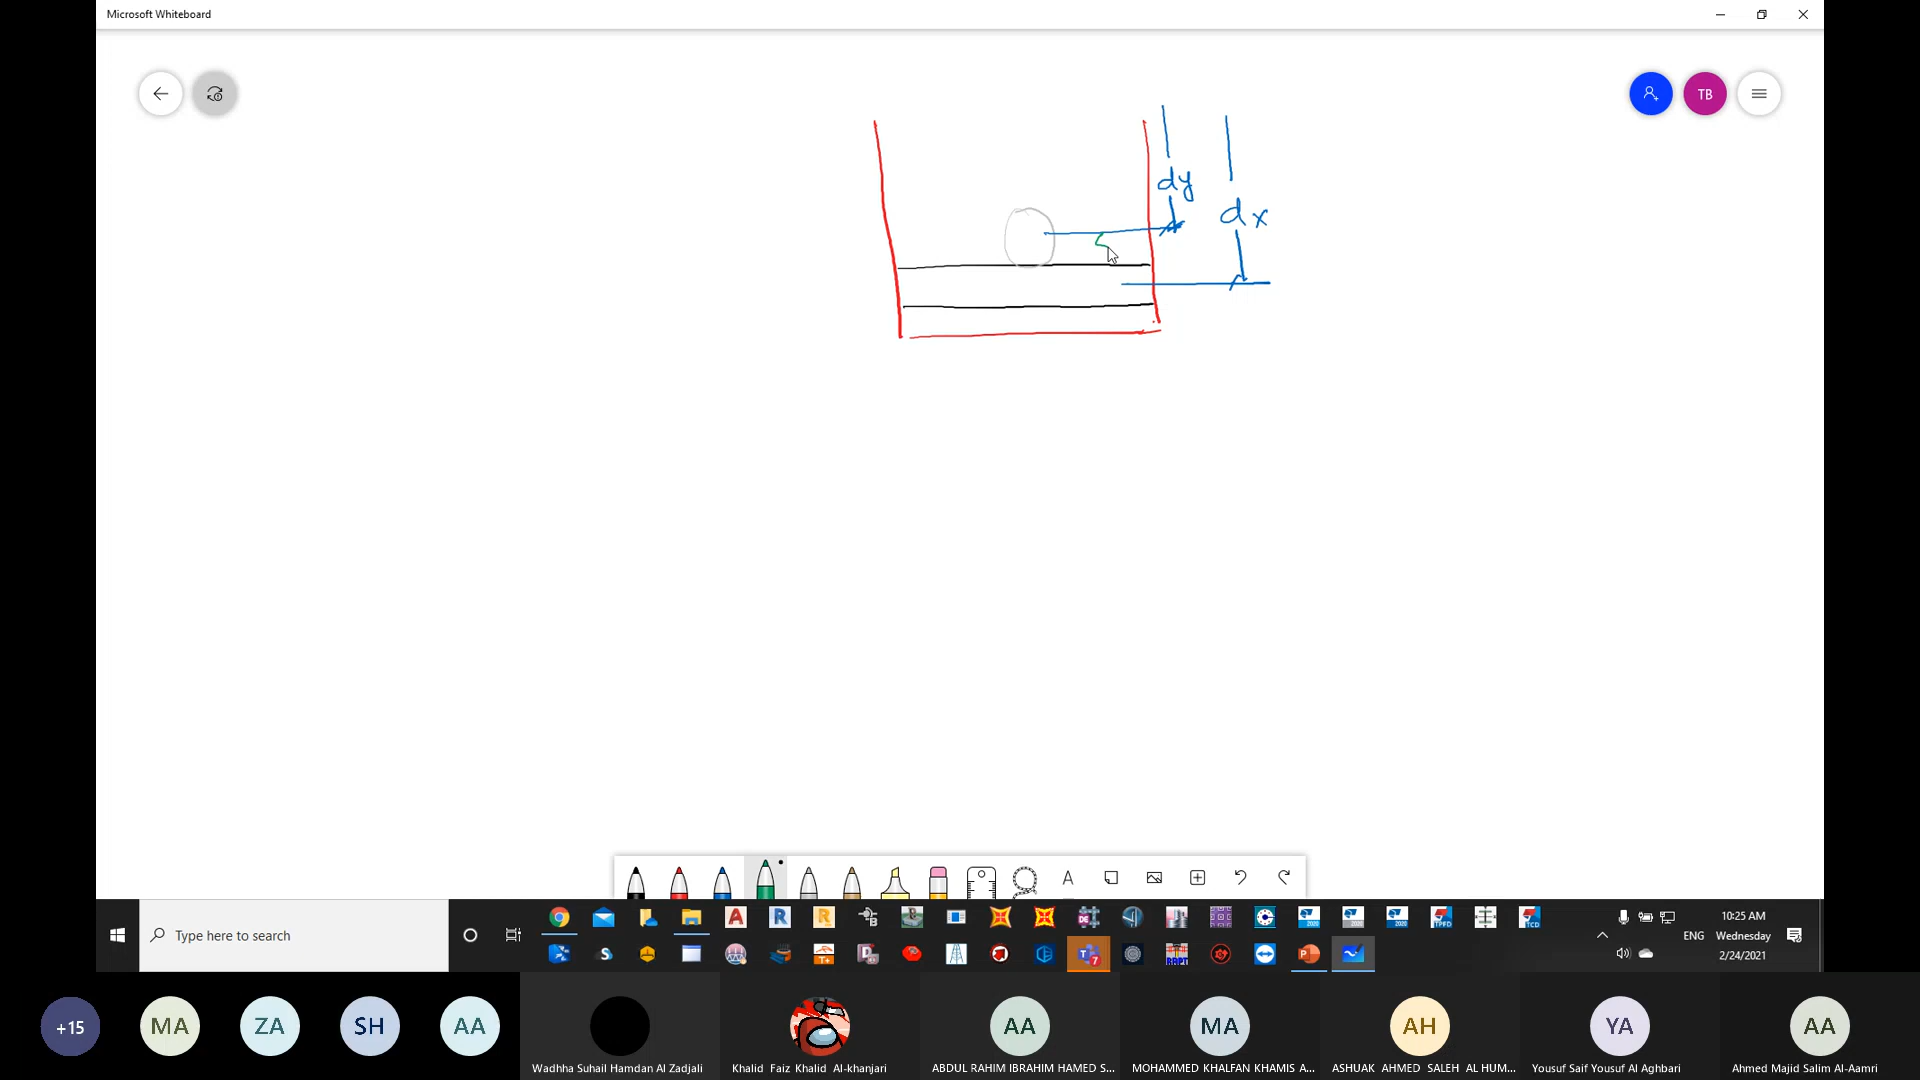 Microsoft Whiteboard
TB
dy
dx
A
Type here to search
10:25 AM
ENG
Wednesday
2/24/2021
+15
MA
ZA
SH
AA
AA
MA
AH
YA
AA
Wadhha Suhail Hamdan Al Zadjali
Khalid Faiz Khalid Al-khanjari
ABDUL RAHIM IBRAHIM HAMED S...
MOHAMMED KHALFAN KHAMIS A...
ASHUAK AHMED SALEH AL HUM...
Yousuf Saif Yousuf Al Aghbari
Ahmed Majid Salim Al-Aamri